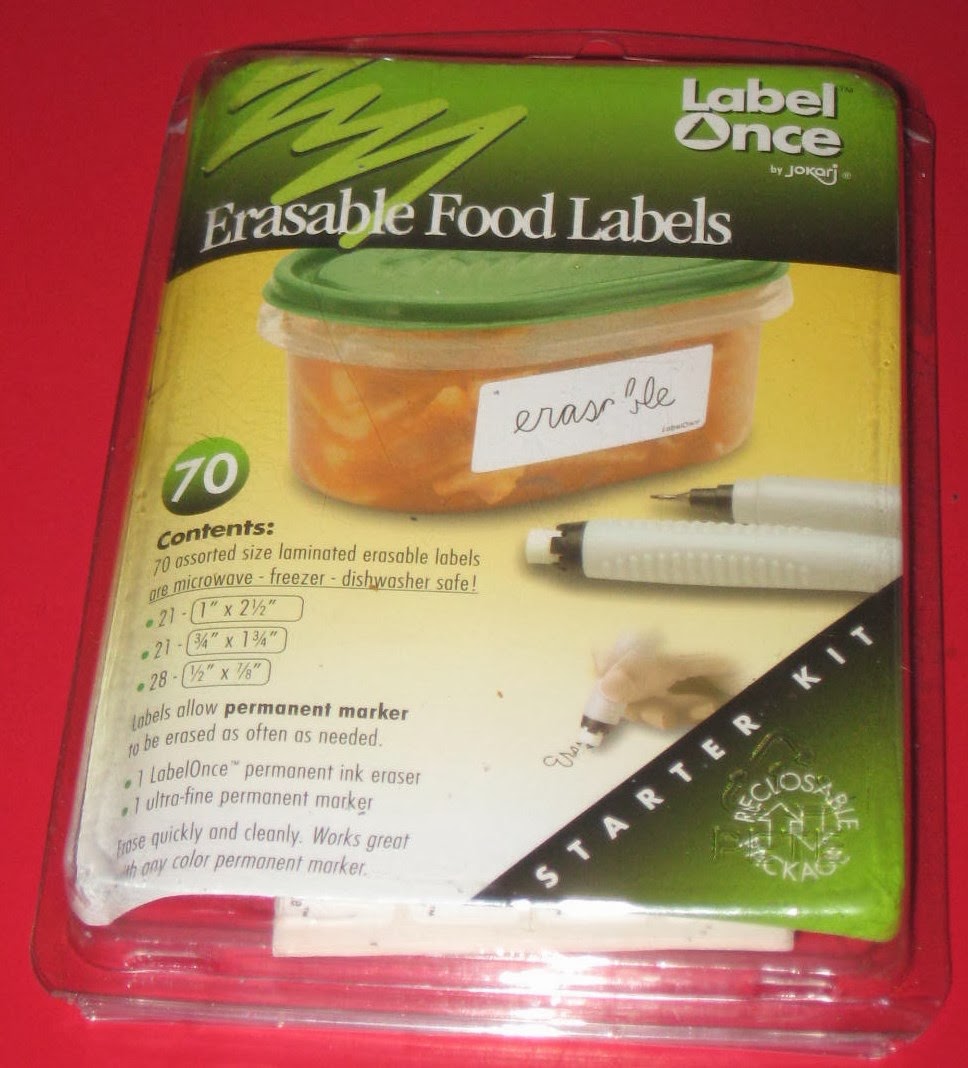 Label™
Once
by Jokari®
Erasable Food Labels
erasable
LabelOnce
70
Contents:
70 assorted size laminated erasable labels
are microwave - freezer - dishwasher safe!
• 21 - 1" x 2½"
• 21 - ¾" x 1¾"
• 28 - ½" x ⅞"
Labels allow permanent marker
to be erased as often as needed.
• 1 LabelOnce™ permanent ink eraser
• 1 ultra-fine permanent marker
Erase quickly and cleanly. Works great
any color permanent marker.
STARTER KIT
RECLOSABLE
PACKAGE